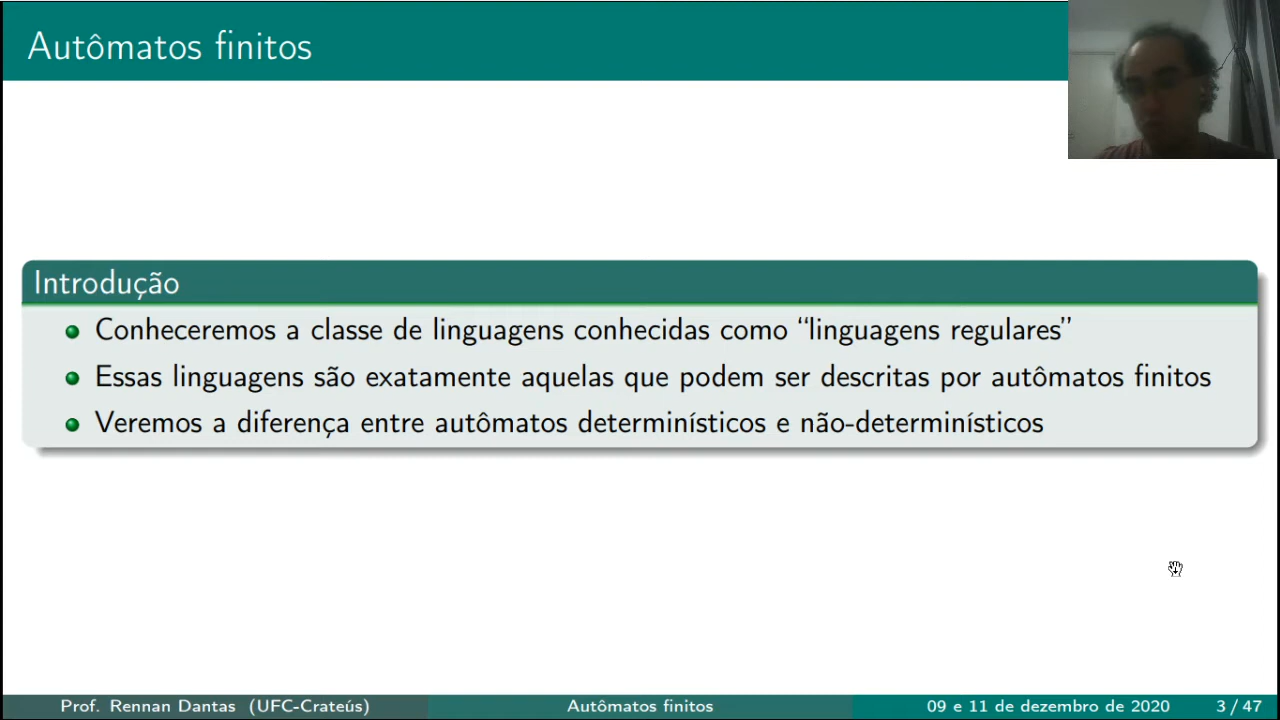 Autômatos finitos
Introdução
Conheceremos a classe de linguagens conhecidas como “linguagens regulares”
Essas linguagens são exatamente aquelas que podem ser descritas por autômatos finitos
Veremos a diferença entre autômatos determinísticos e não-determinísticos
Prof. Rennan Dantas (UFC-Crateús) Autômatos finitos 09 e 11 de dezembro de 2020 3 / 47